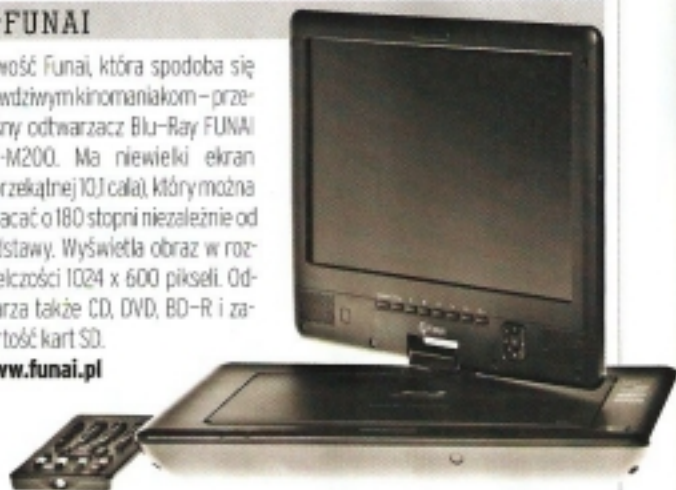 FUNAI
wość Funai, która spodoba się
wdziwym kinomaniakom – prze-
ny odtwarzacz Blu-Ray FUNAI
-M200. Ma niewielki ekran
rzekątnej 10,1 cala), który można
acać o 180 stopni niezależnie od
dstawy. Wyświetla obraz w roz-
elczości 1024 x 600 pikseli. Od-
arza także CD, DVD, BD-R i za-
rtość kart SD.
ww.funai.pl